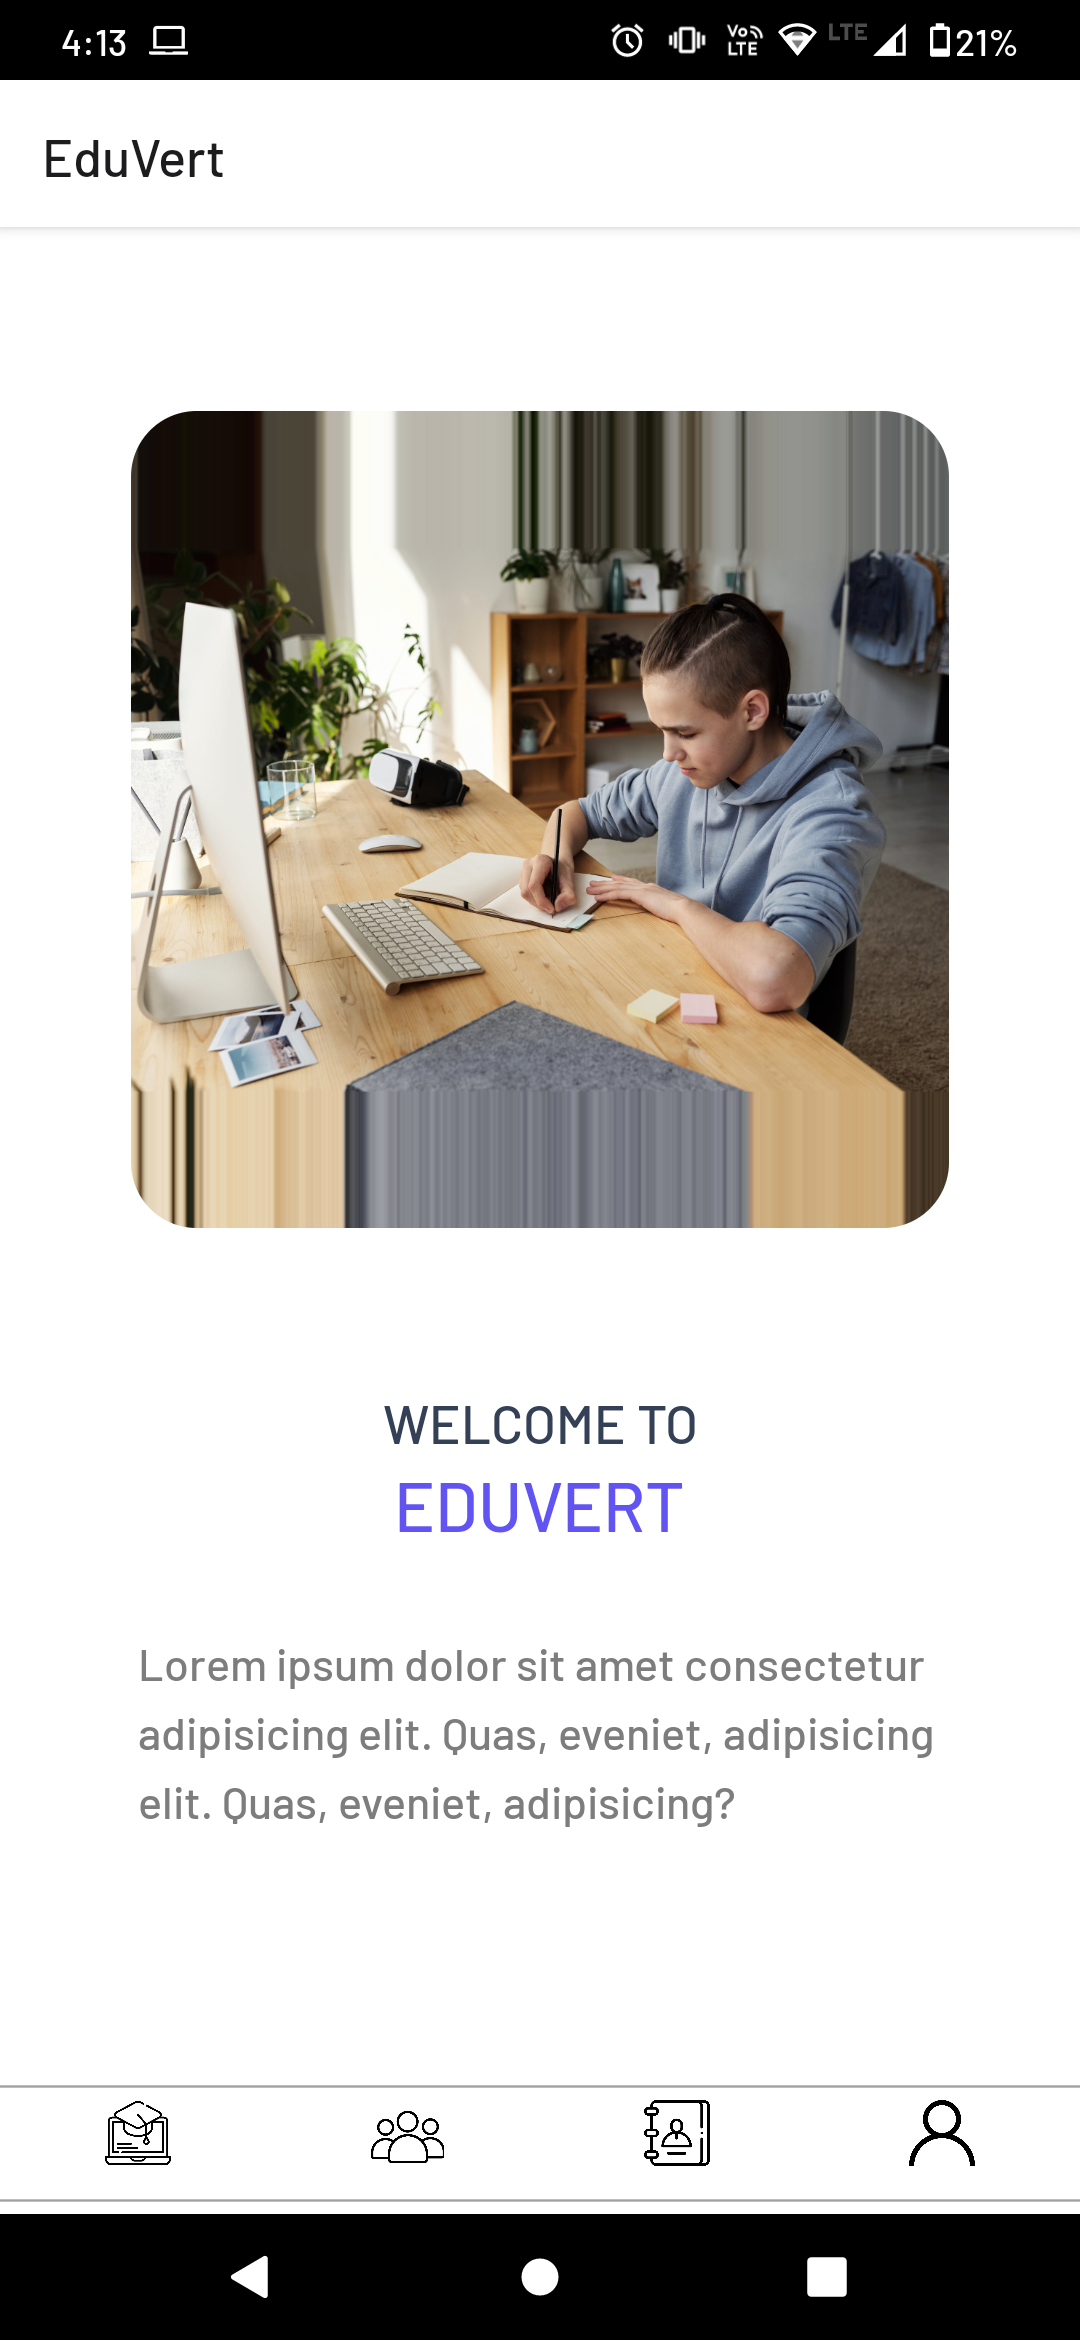 4:13
Vo LTE
LTE
21%
EduVert
WELCOME TO
EDUVERT
Lorem ipsum dolor sit amet consectetur
adipisicing elit. Quas, eveniet, adipisicing
elit. Quas, eveniet, adipisicing?